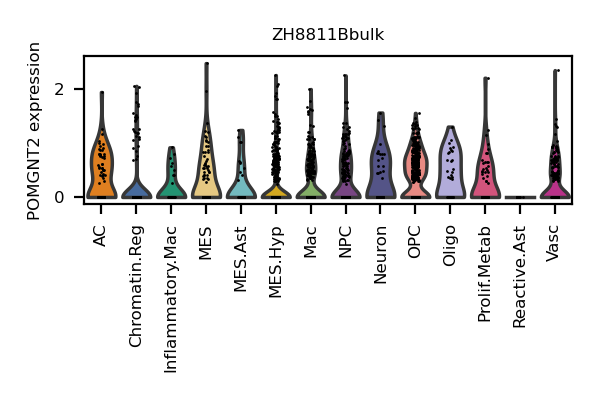 ZH8811Bbulk
POMGNT2 expression
2
0
AC
Chromatin.Reg
Inflammatory.Mac
MES
MES.Ast
MES.Hyp
Mac
NPC
Neuron
OPC
Oligo
Prolif.Metab
Reactive.Ast
Vasc